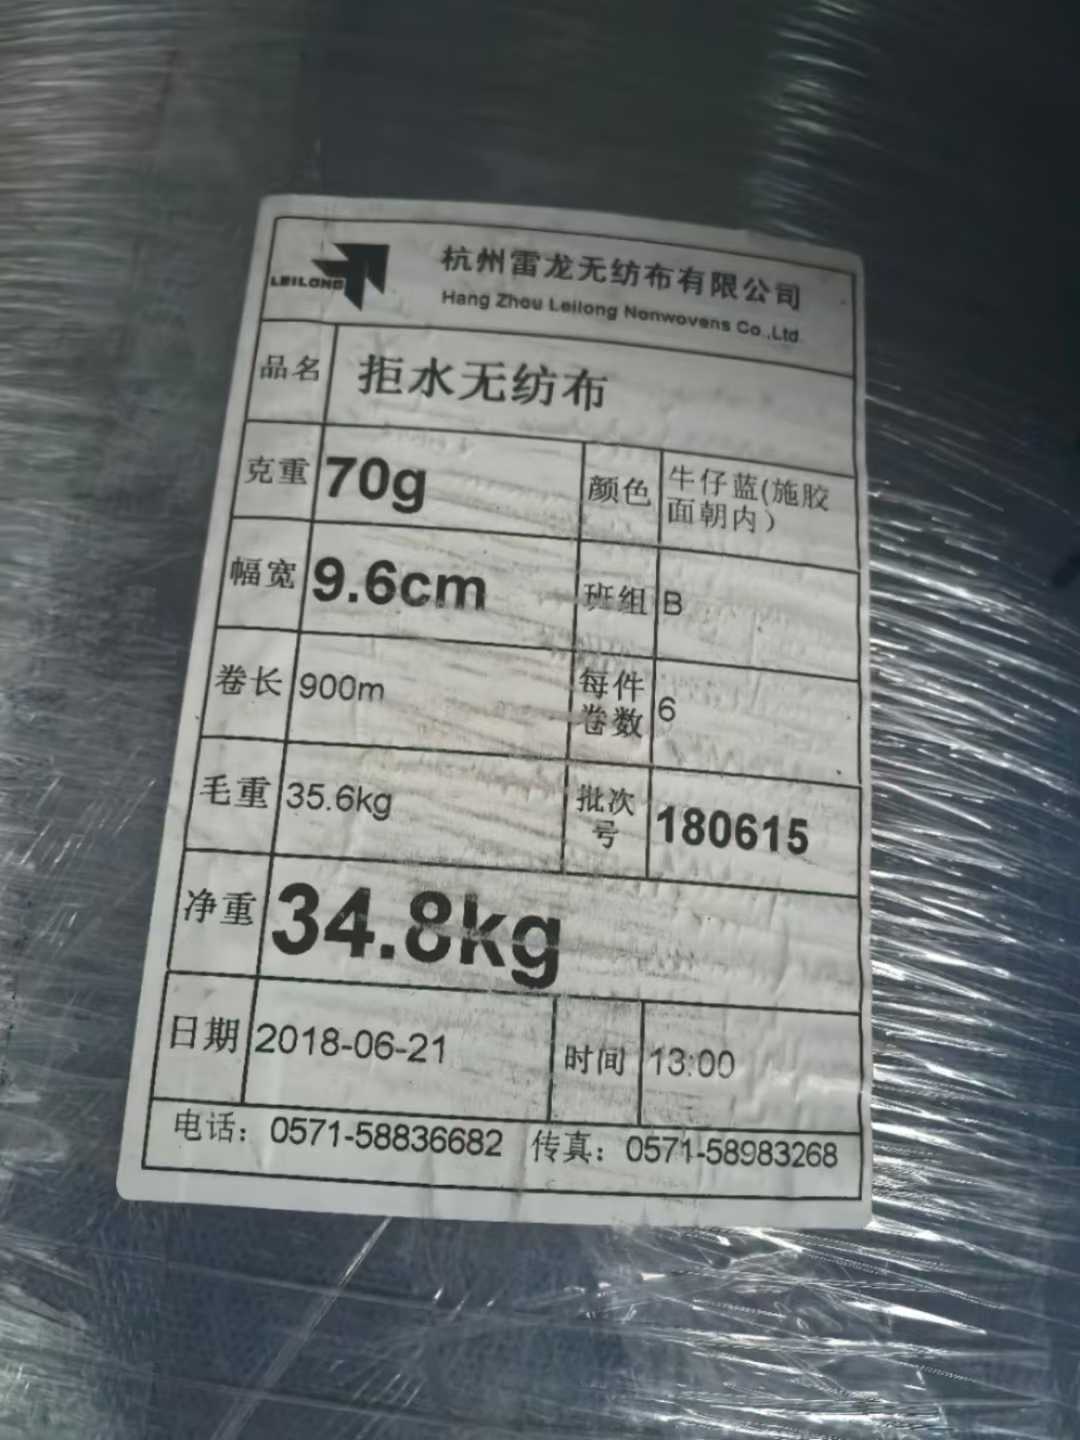 LEILONG
杭州雷龙无纺布有限公司
Hang Zhou Leilong Nonwovens Co.,Ltd
品名 拒水无纺布
克重 70g 颜色 牛仔蓝(施胶
面朝内）
幅宽 9.6cm 班组 B
卷长 900m 每件
卷数 6
毛重 35.6kg 批次
号 180615
净重 34.8kg
日期 2018-06-21 时间 13:00
电话：0571-58836682 传真：0571-58983268